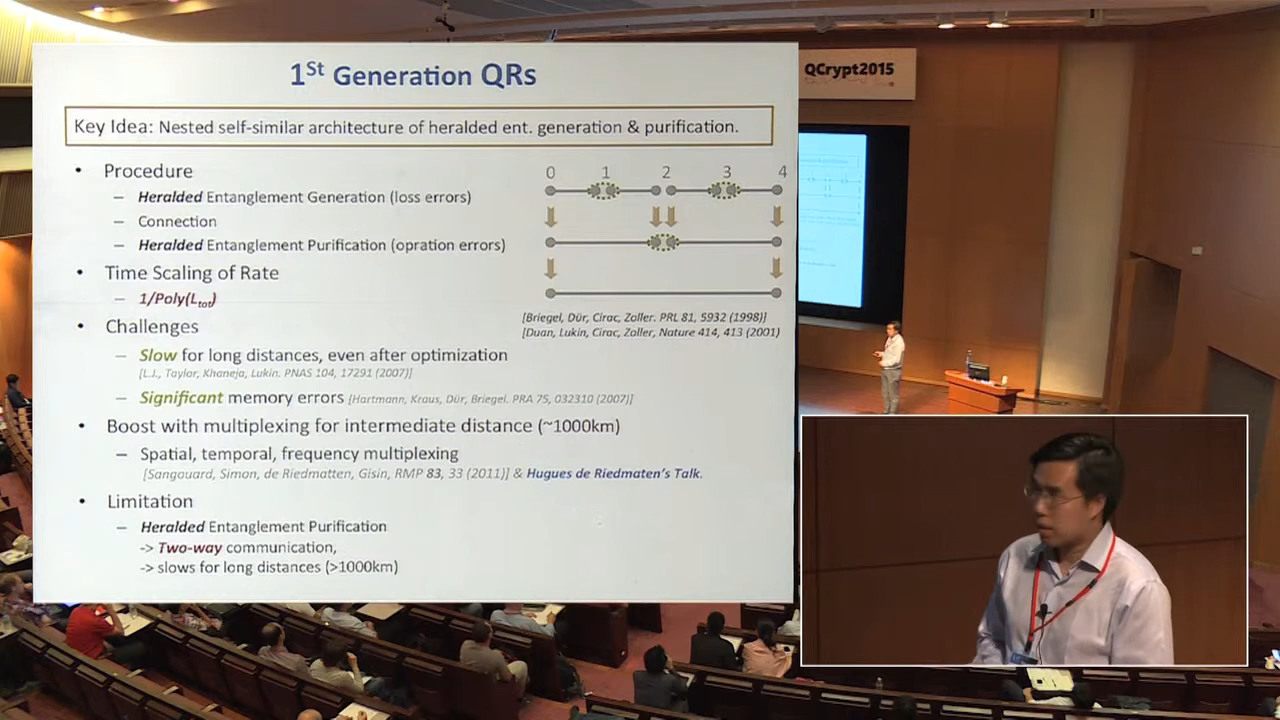 1St Generation QRs
Key Idea: Nested self-similar architecture of heralded ent. generation & purification.
• Procedure
– Heralded Entanglement Generation (loss errors)
– Connection
– Heralded Entanglement Purification (opration errors)
0 1 2 3 4
• Time Scaling of Rate
– 1/Poly(Ltot)
[Briegel, Dür, Cirac, Zoller. PRL 81, 5932 (1998)]
[Duan, Lukin, Cirac, Zoller, Nature 414, 413 (2001)
• Challenges
– Slow for long distances, even after optimization
[L.J., Taylor, Khaneja, Lukin. PNAS 104, 17291 (2007)]
– Significant memory errors [Hartmann, Kraus, Dür, Briegel. PRA 75, 032310 (2007)]
• Boost with multiplexing for intermediate distance (~1000km)
– Spatial, temporal, frequency multiplexing
[Sangouard, Simon, de Riedmatten, Gisin, RMP 83, 33 (2011)] & Hugues de Riedmaten's Talk.
• Limitation
– Heralded Entanglement Purification
-> Two-way communication,
-> slows for long distances (>1000km)
QCrypt2015